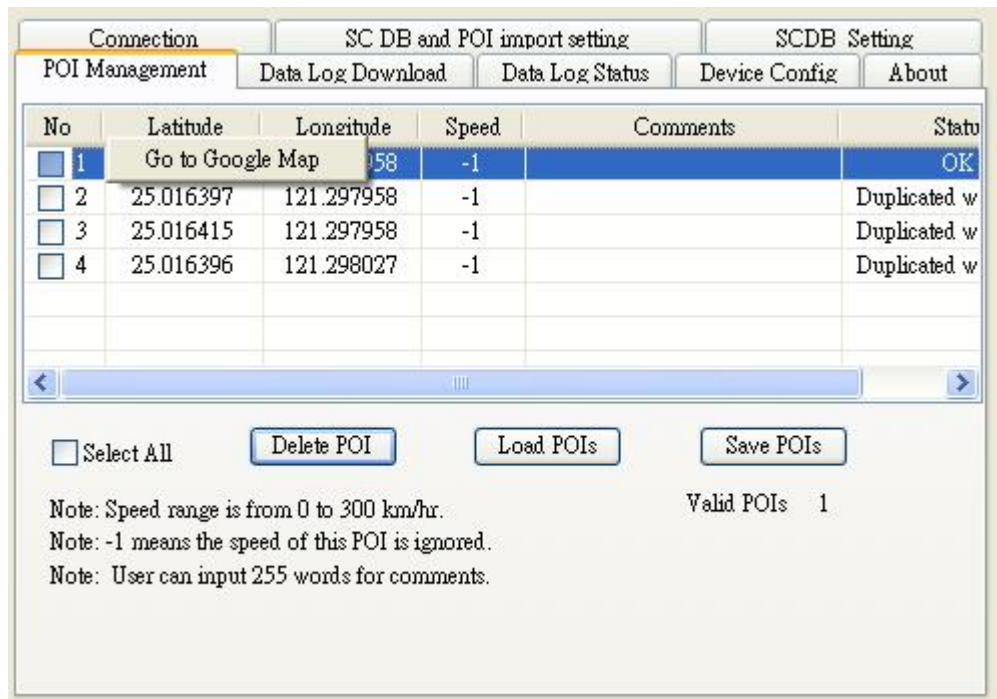 Connection SC DB and POI import setting SCDB Setting
POI Management Data Log Download Data Log Status Device Config About
No Latitude Longitude Speed Comments Statu
1 Go to Google Map 958 -1 OK
2 25.016397 121.297958 -1 Duplicated w
3 25.016415 121.297958 -1 Duplicated w
4 25.016396 121.298027 -1 Duplicated w
Select All Delete POI Load POIs Save POIs
Note: Speed range is from 0 to 300 km/hr. Valid POIs 1
Note: -1 means the speed of this POI is ignored.
Note: User can input 255 words for comments.